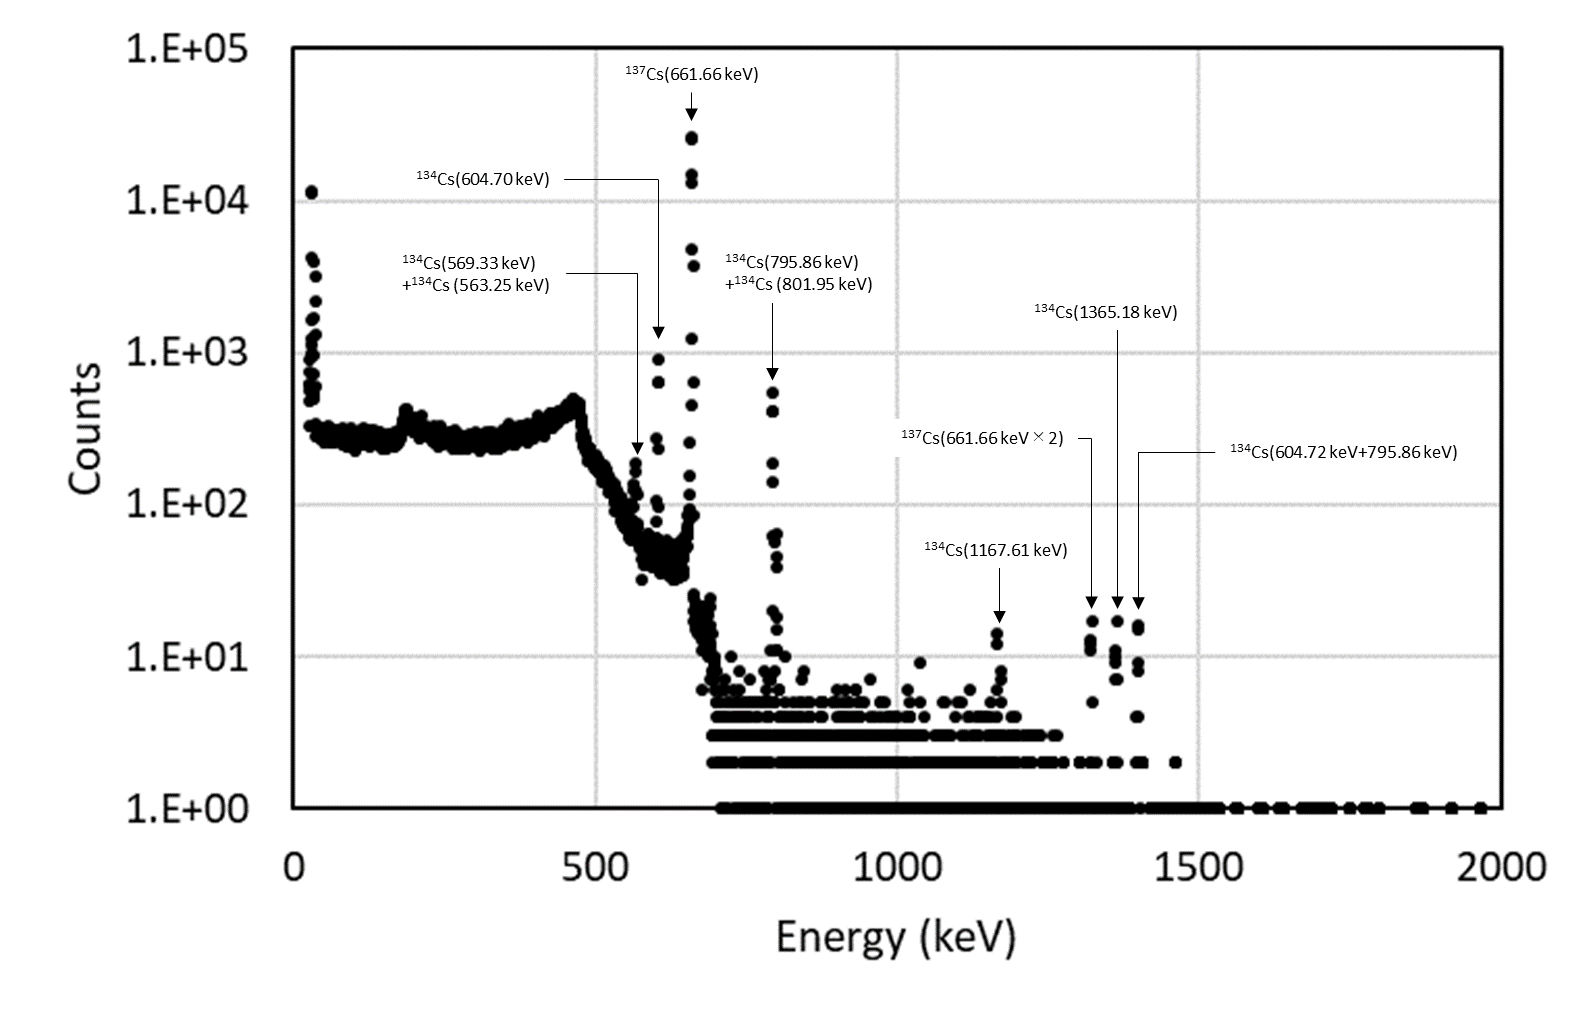 1.E+05
1.E+04
1.E+03
1.E+02
1.E+01
1.E+00
Counts
¹³⁷Cs(661.66 keV)
¹³⁴Cs(604.70 keV)
¹³⁴Cs(569.33 keV)
+¹³⁴Cs (563.25 keV)
¹³⁴Cs(795.86 keV)
+¹³⁴Cs (801.95 keV)
¹³⁴Cs(1365.18 keV)
¹³⁷Cs(661.66 keV × 2)
¹³⁴Cs(604.72 keV+795.86 keV)
¹³⁴Cs(1167.61 keV)
0 500 1000 1500 2000
Energy (keV)